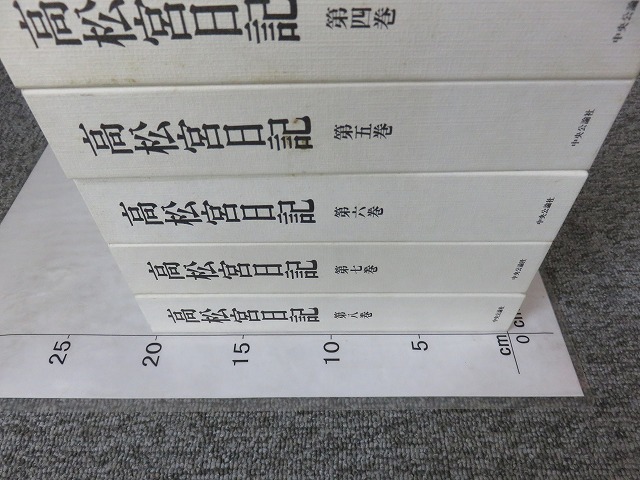 高松宮日記 第四巻 中央公論
高松宮日記 第五巻 中央公論社
高松宮日記 第六巻 中央公論社
高松宮日記 第七巻 中央公論社
高松宮日記 第八巻 中央公論社
25 20 15 10 5 cm 0 cm